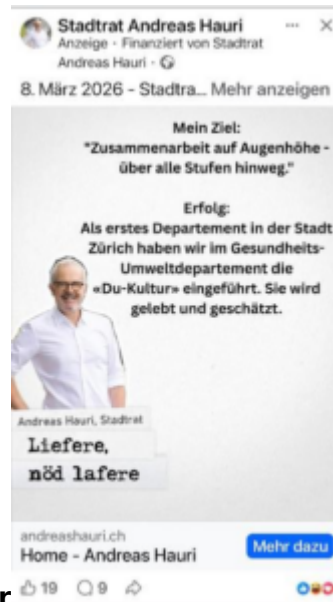 Stadtrat Andreas Hauri
Anzeige · Finanziert von Stadtrat
Andreas Hauri ·
8. März 2026 – Stadtra... Mehr anzeigen
Mein Ziel:
"Zusammenarbeit auf Augenhöhe -
über alle Stufen hinweg."
Erfolg:
Als erstes Departement in der Stadt
Zürich haben wir im Gesundheits-
Umweltdepartement die
«Du-Kultur» eingeführt. Sie wird
gelebt und geschätzt.
Andreas Hauri, Stadtrat
Liefere,
nöd lafere
andreashauri.ch
Home - Andreas Hauri
Mehr dazu
r
19 9